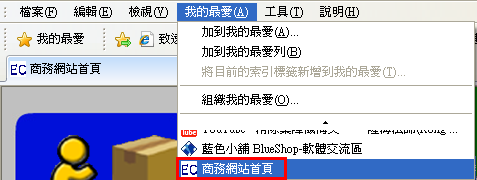 檔案(F) 編輯(E) 檢視(V) 我的最愛(A) 工具(T) 說明(H)
我的最愛
EC 商務網站首頁
加到我的最愛(A)...
加到我的最愛列(B)
將目前的索引標籤新增到我的最愛(T)...
組織我的最愛(O)...
YouTube
藍色小舖 BlueShop-軟體交流區
EC 商務網站首頁